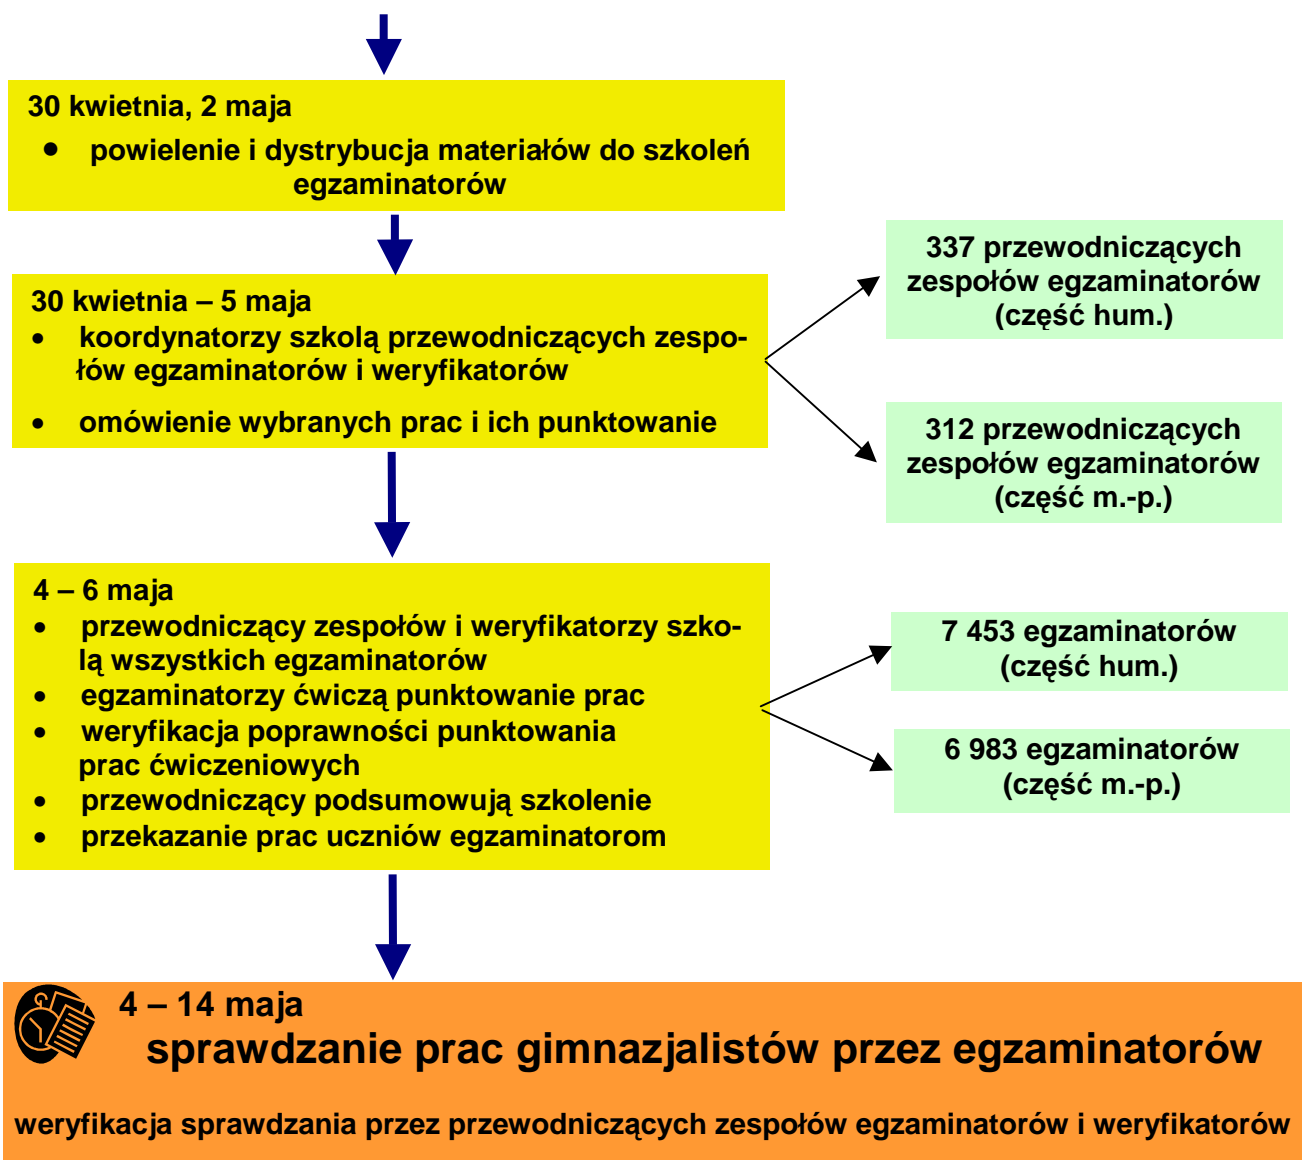 30 kwietnia, 2 maja
• powielenie i dystrybucja materiałów do szkoleń
egzaminatorów
30 kwietnia – 5 maja
• koordynatorzy szkolą przewodniczących zespo-
łów egzaminatorów i weryfikatorów
• omówienie wybranych prac i ich punktowanie
337 przewodniczących
zespołów egzaminatorów
(część hum.)
312 przewodniczących
zespołów egzaminatorów
(część m.-p.)
4 – 6 maja
• przewodniczący zespołów i weryfikatorzy szko-
lą wszystkich egzaminatorów
• egzaminatorzy ćwiczą punktowanie prac
• weryfikacja poprawności punktowania
prac ćwiczeniowych
• przewodniczący podsumowują szkolenie
• przekazanie prac uczniów egzaminatorom
7 453 egzaminatorów
(część hum.)
6 983 egzaminatorów
(część m.-p.)
4 – 14 maja
sprawdzanie prac gimnazjalistów przez egzaminatorów
weryfikacja sprawdzania przez przewodniczących zespołów egzaminatorów i weryfikatorów